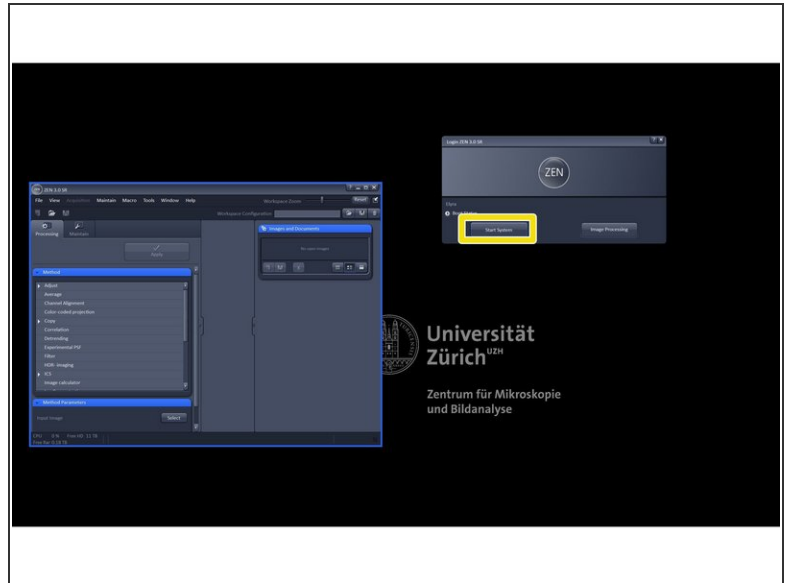 ZEN 3.0 SR
File View Acquisition Maintain Macro Tools Window Help
Workspace Zoom
Reset
Workspace Configuration
Processing
Maintain
Apply
Method
Adjust
Average
Channel Alignment
Color-coded projection
Copy
Correlation
Detrending
Experimental PSF
Filter
HDR- Imaging
ICS
Image calculator
Method Parameters
Input Image
Select
Images and Documents
No open images
Login ZEN 3.0 SR
ZEN
Boot Status
Start System
Image Processing
Universität
Zürich UZH
Zentrum für Mikroskopie
und Bildanalyse